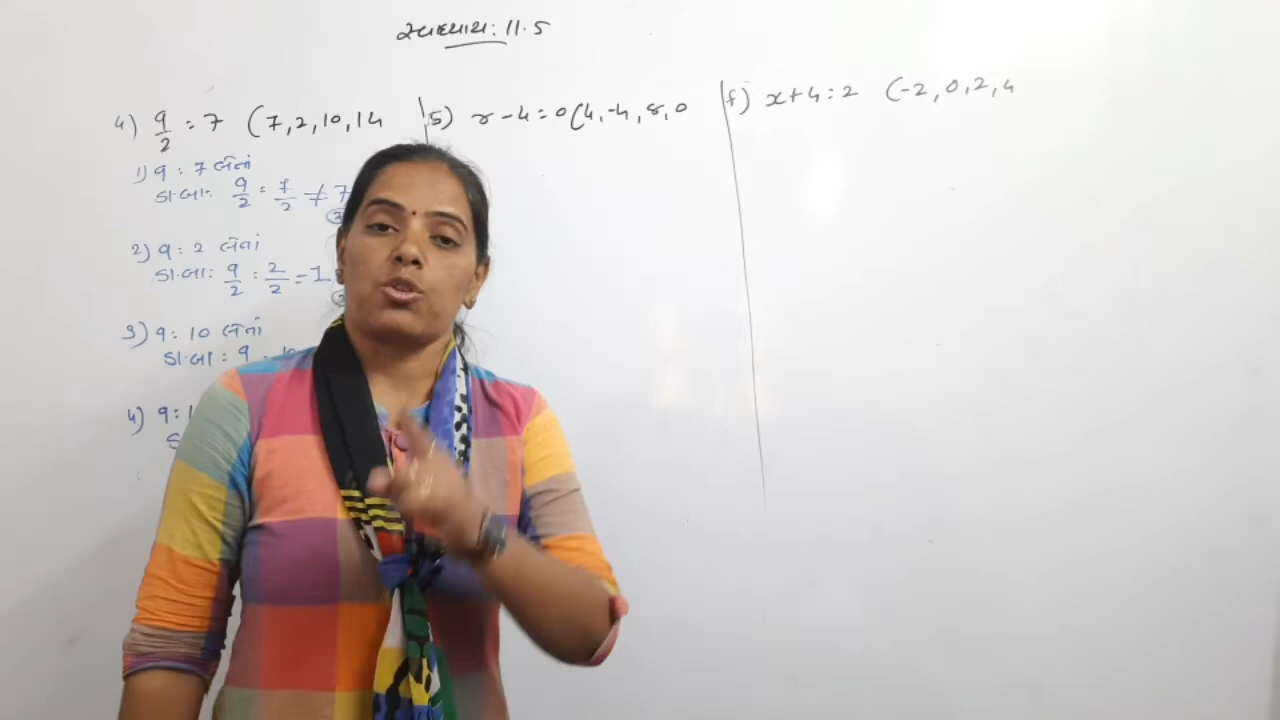 સ્વાધ્યાય: 11.5
4) q/2 = 7 (7, 2, 10, 14
1) q = 7 લેતાં
ડા.બા: q/2 = 7/2 ≠ 7
2) q = 2 લેતાં
ડા.બા: q/2 = 2/2 = 1
3) q = 10 લેતાં
ડા.બા = q
4) q =
5) r - 4 = 0 (4, -4, 8, 0
f) x + 4 = 2 (-2, 0, 2, 4